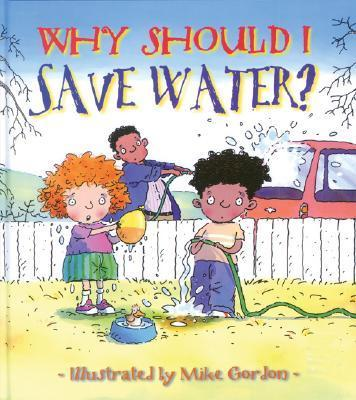 WHY SHOULD I
SAVE WATER?
- Illustrated by Mike Gordon -